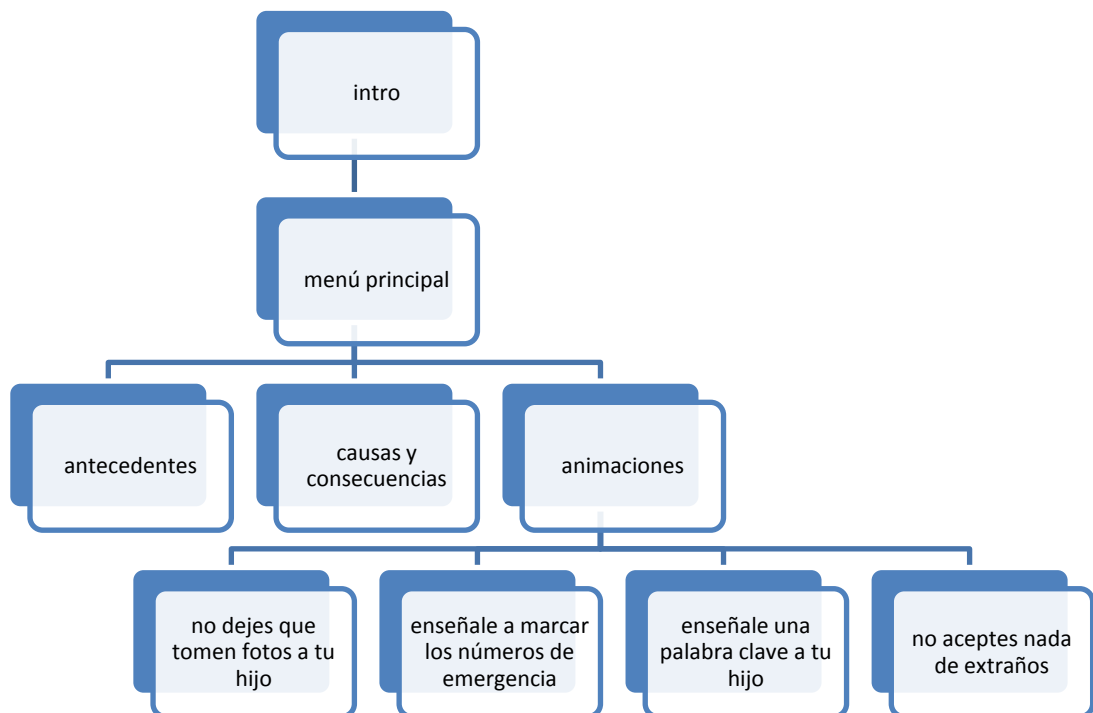 intro
menú principal
antecedentes
causas y
consecuencias
animaciones
no dejes que
tomen fotos a tu
hijo
enseñale a marcar
los números de
emergencia
enseñale una
palabra clave a tu
hijo
no aceptes nada
de extraños